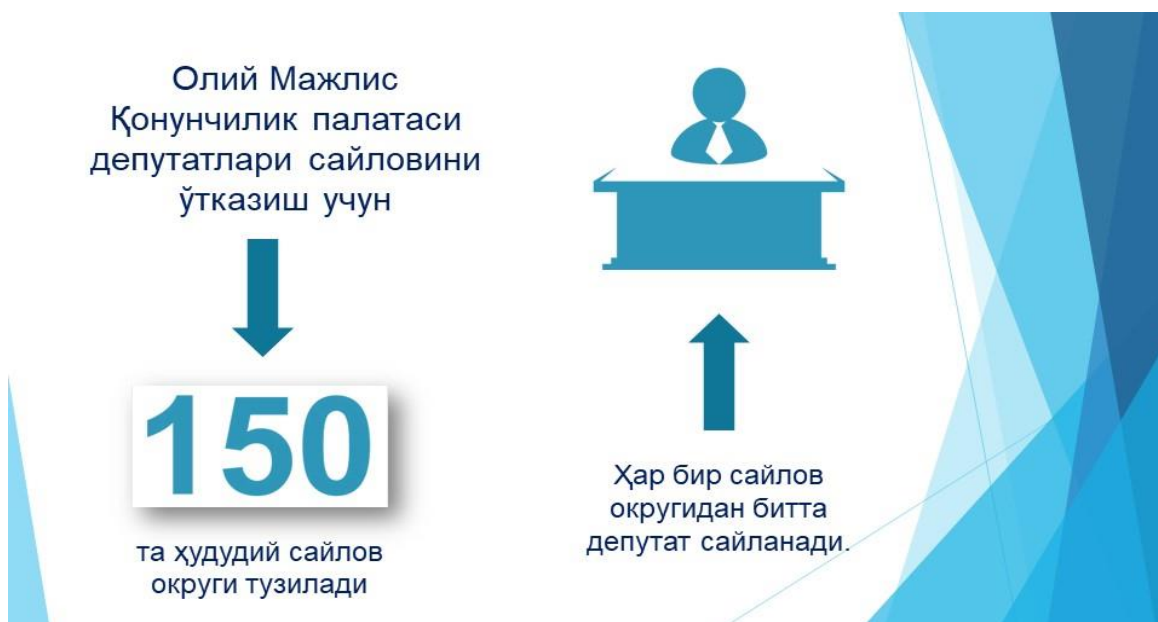 Олий Мажлис
Қонунчилик палатаси
депутатлари сайловини
ўтказиш учун
150
та ҳудудий сайлов
округи тузилади
Ҳар бир сайлов
округидан битта
депутат сайланади.